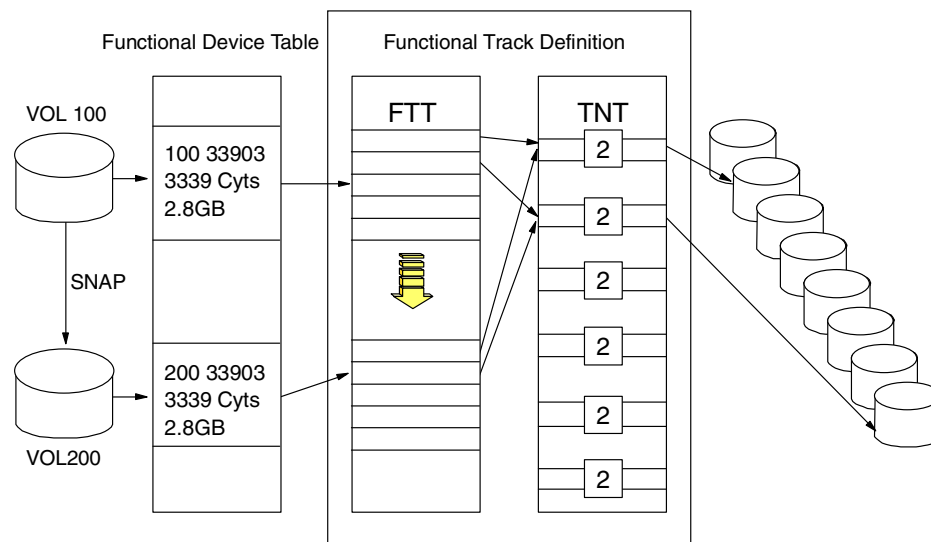 Functional Device Table
Functional Track Definition
VOL 100
FTT
TNT
100 33903
3339 Cyts
2.8GB
SNAP
200 33903
3339 Cyts
2.8GB
VOL200
2
2
2
2
2
2